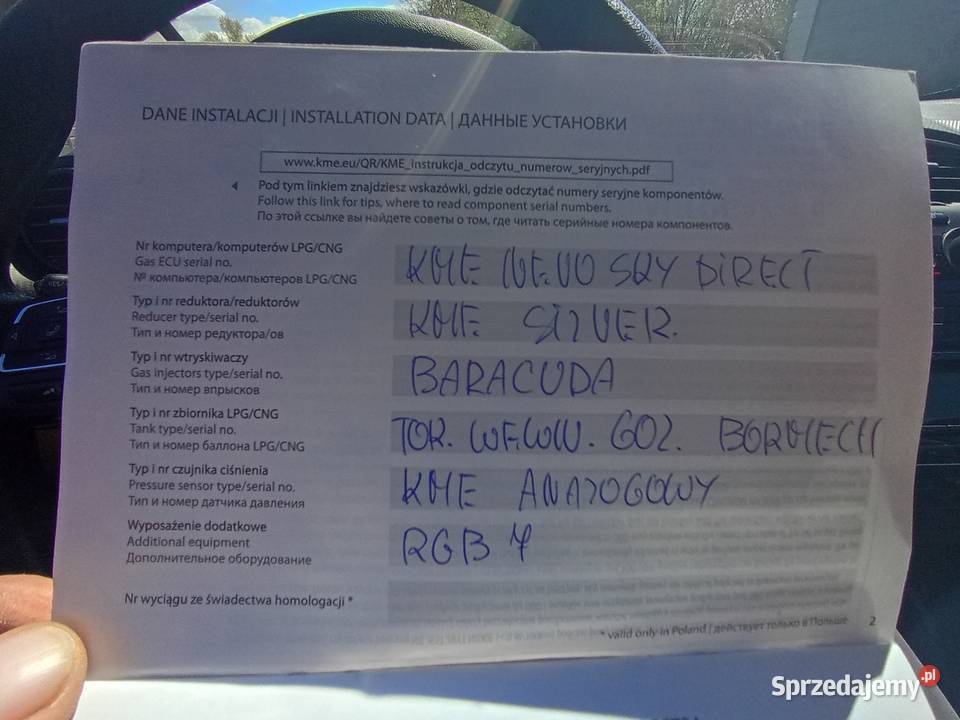 DANE INSTALACJI | INSTALLATION DATA | ДАННЫЕ УСТАНОВКИ
www.kme.eu/QR/KME_instrukcja_odczytu_numerow_seryjnych.pdf
Pod tym linkiem znajdziesz wskazówki, gdzie odczytać numery seryjne komponentów.
Follow this link for tips, where to read component serial numbers.
По этой ссылке вы найдете советы о том, где читать серийные номера компонентов.
Nr komputera/komputerów LPG/CNG
Gas ECU serial no.
№ компьютера/компьютеров LPG/CNG
KME NEVO SKY DIRECT
Typ i nr reduktora/reduktorów
Reducer type/serial no.
Тип и номер редуктора/ов
KME SILVER.
Typ i nr wtryskiwaczy
Gas injectors type/serial no.
Тип и номер впрысков
BARACUDA
Typ i nr zbiornika LPG/CNG
Tank type/serial no.
Тип и номер баллона LPG/CNG
TOR. WEWN. 60L. BORMECH
Typ i nr czujnika ciśnienia
Pressure sensor type/serial no.
Тип и номер датчика давления
KME ANALOGOWY
Wyposażenie dodatkowe
Additional equipment
Дополнительное оборудование
RGB 4
Nr wyciągu ze świadectwa homologacji *
* valid only in Poland | действует только в Польше
2
Sprzedajemy.pl